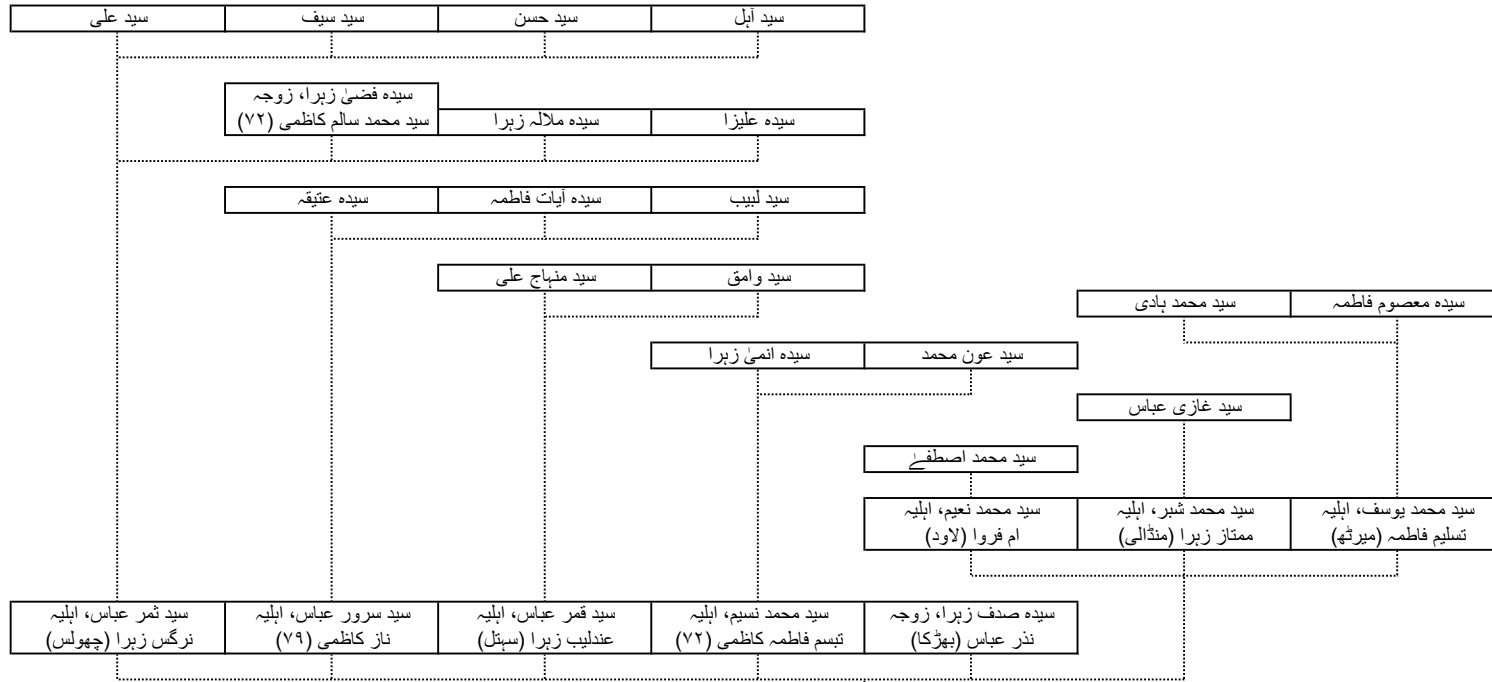 سید آہل
سید حسن
سید سیف
سید علی
سیدہ فضیٰ زہرا، زوجہ
سید محمد سالم کاظمی (۷۲)
سیدہ علیزا
سیدہ ملالہ زہرا
سید لبیب
سیدہ آیات فاطمہ
سیدہ عتیقہ
سید وامق
سید منہاج علی
سیدہ معصوم فاطمہ
سید محمد ہادی
سید عون محمد
سیدہ انمیٰ زہرا
سید غازی عباس
سید محمد اصطفےٰ
سید محمد یوسف، اہلیہ
تسلیم فاطمہ (میرٹھ)
سید محمد شبر، اہلیہ
ممتاز زہرا (منڈالی)
سید محمد نعیم، اہلیہ
ام فروا (لاود)
سیدہ صدف زہرا، زوجہ
نذر عباس (بھڑکا)
سید محمد نسیم، اہلیہ
تبسم فاطمہ کاظمی (۷۲)
سید قمر عباس، اہلیہ
عندلیب زہرا (سہتل)
سید سرور عباس، اہلیہ
ناز کاظمی (۷۹)
سید ثمر عباس، اہلیہ
نرگس زہرا (چھولس)